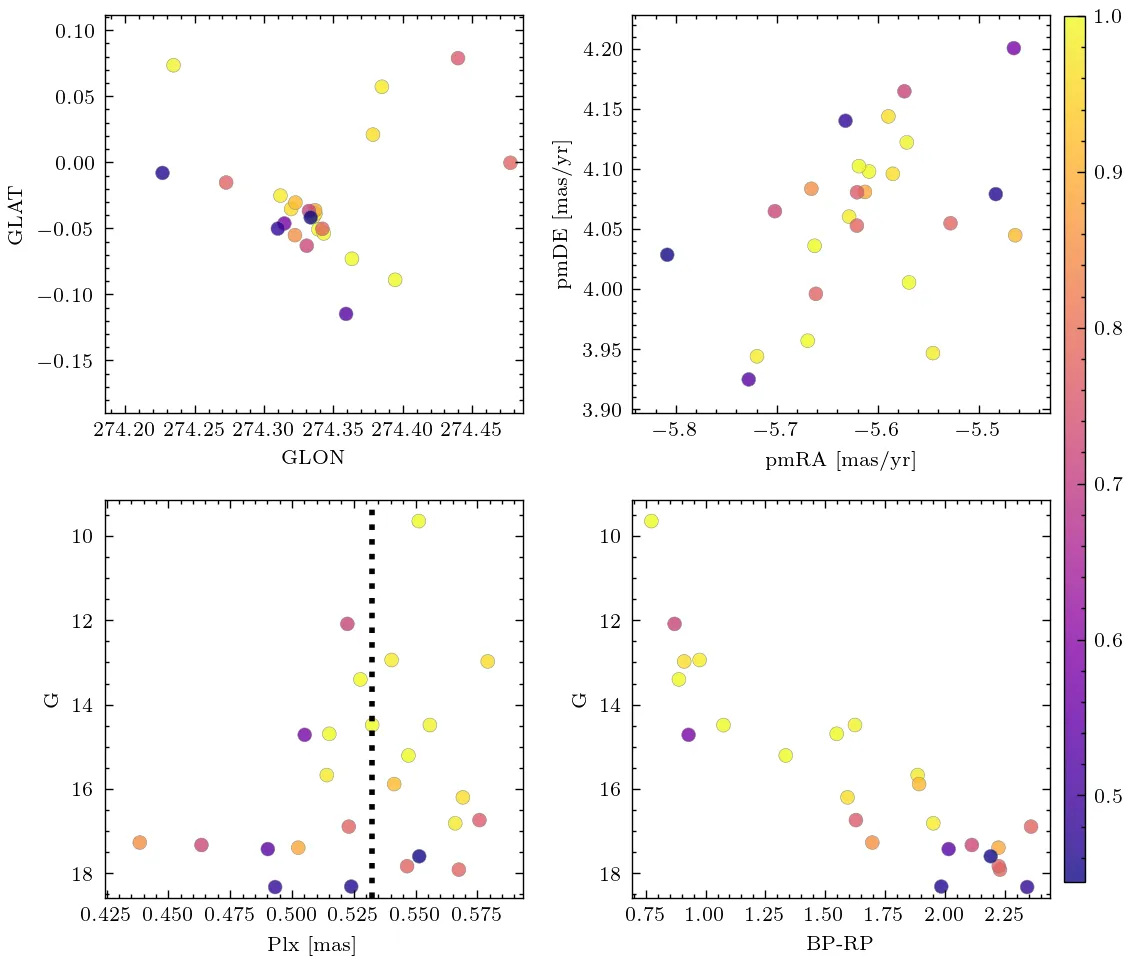 0.10
0.05
0.00
−0.05
−0.10
−0.15
GLAT
274.20 274.25 274.30 274.35 274.40 274.45
GLON
4.20
4.15
4.10
4.05
4.00
3.95
3.90
pmDE [mas/yr]
−5.8 −5.7 −5.6 −5.5
pmRA [mas/yr]
10
12
14
16
18
G
0.425 0.450 0.475 0.500 0.525 0.550 0.575
Plx [mas]
10
12
14
16
18
G
0.75 1.00 1.25 1.50 1.75 2.00 2.25
BP-RP
1.0
0.9
0.8
0.7
0.6
0.5